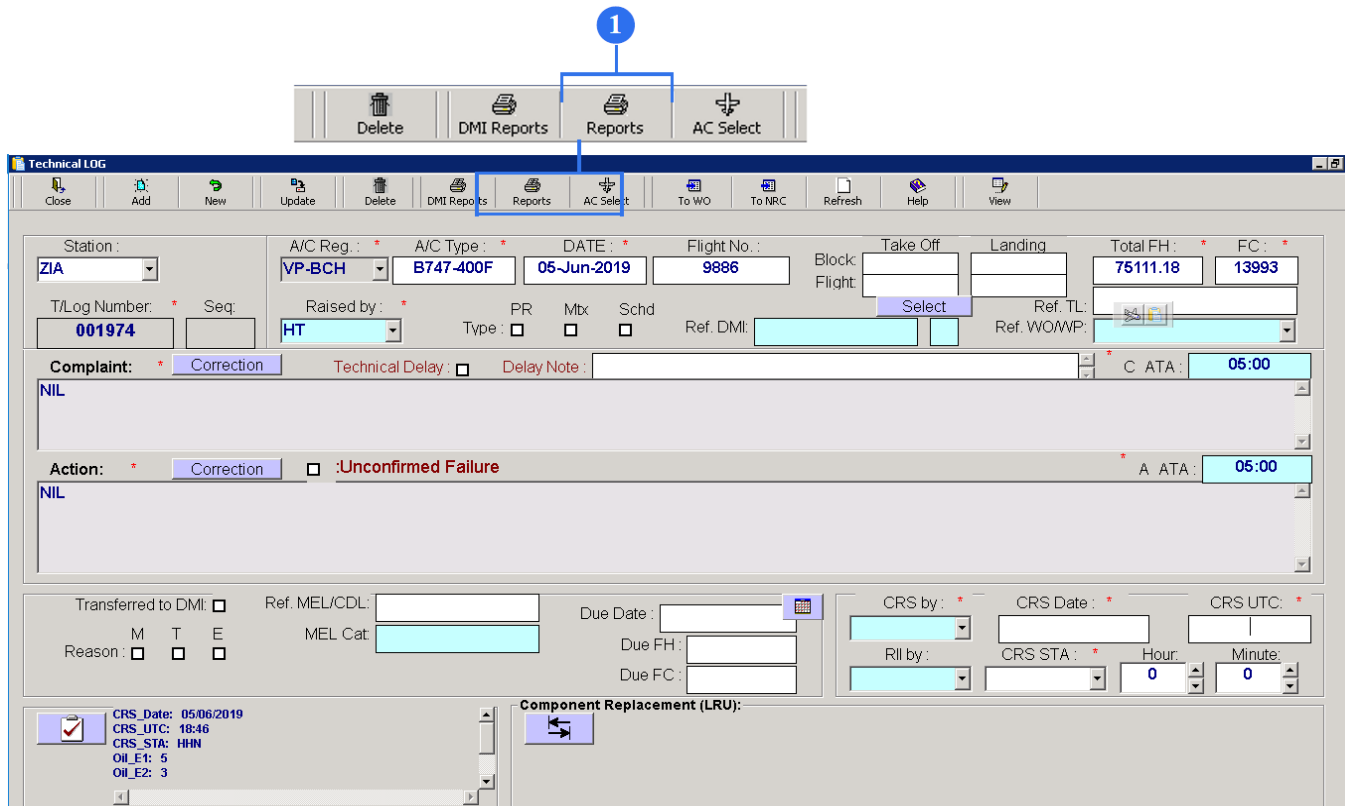 1
Delete DMI Reports Reports AC Select
Technical LOG
Close Add New Update Delete DMI Reports Reports AC Select To WO To NRC Refresh Help View
Station : A/C Reg. : * A/C Type : * DATE : * Flight No. : Take Off Landing Total FH : * FC : *
ZIA VP-BCH B747-400F 05-Jun-2019 9886 Block: 75111.18 13993
Flight:
T/Log Number: * Seq: Raised by : * PR Mtx Schd Select Ref. TL:
001974 HT Type : Ref. DMI: Ref. WO/WP:
Complaint: * Correction Technical Delay : Delay Note : * C ATA : 05:00
NIL
Action: * Correction :Unconfirmed Failure * A ATA : 05:00
NIL
Transferred to DMI: Ref. MEL/CDL: Due Date : CRS by : * CRS Date : * CRS UTC: *
M T E MEL Cat: Due FH :
Reason : Due FC : RII by : CRS STA : * Hour: Minute:
0 0
CRS_Date: 05/06/2019 Component Replacement (LRU):
CRS_UTC: 18:46
CRS_STA: HHN
Oil_E1: 5
Oil_E2: 3